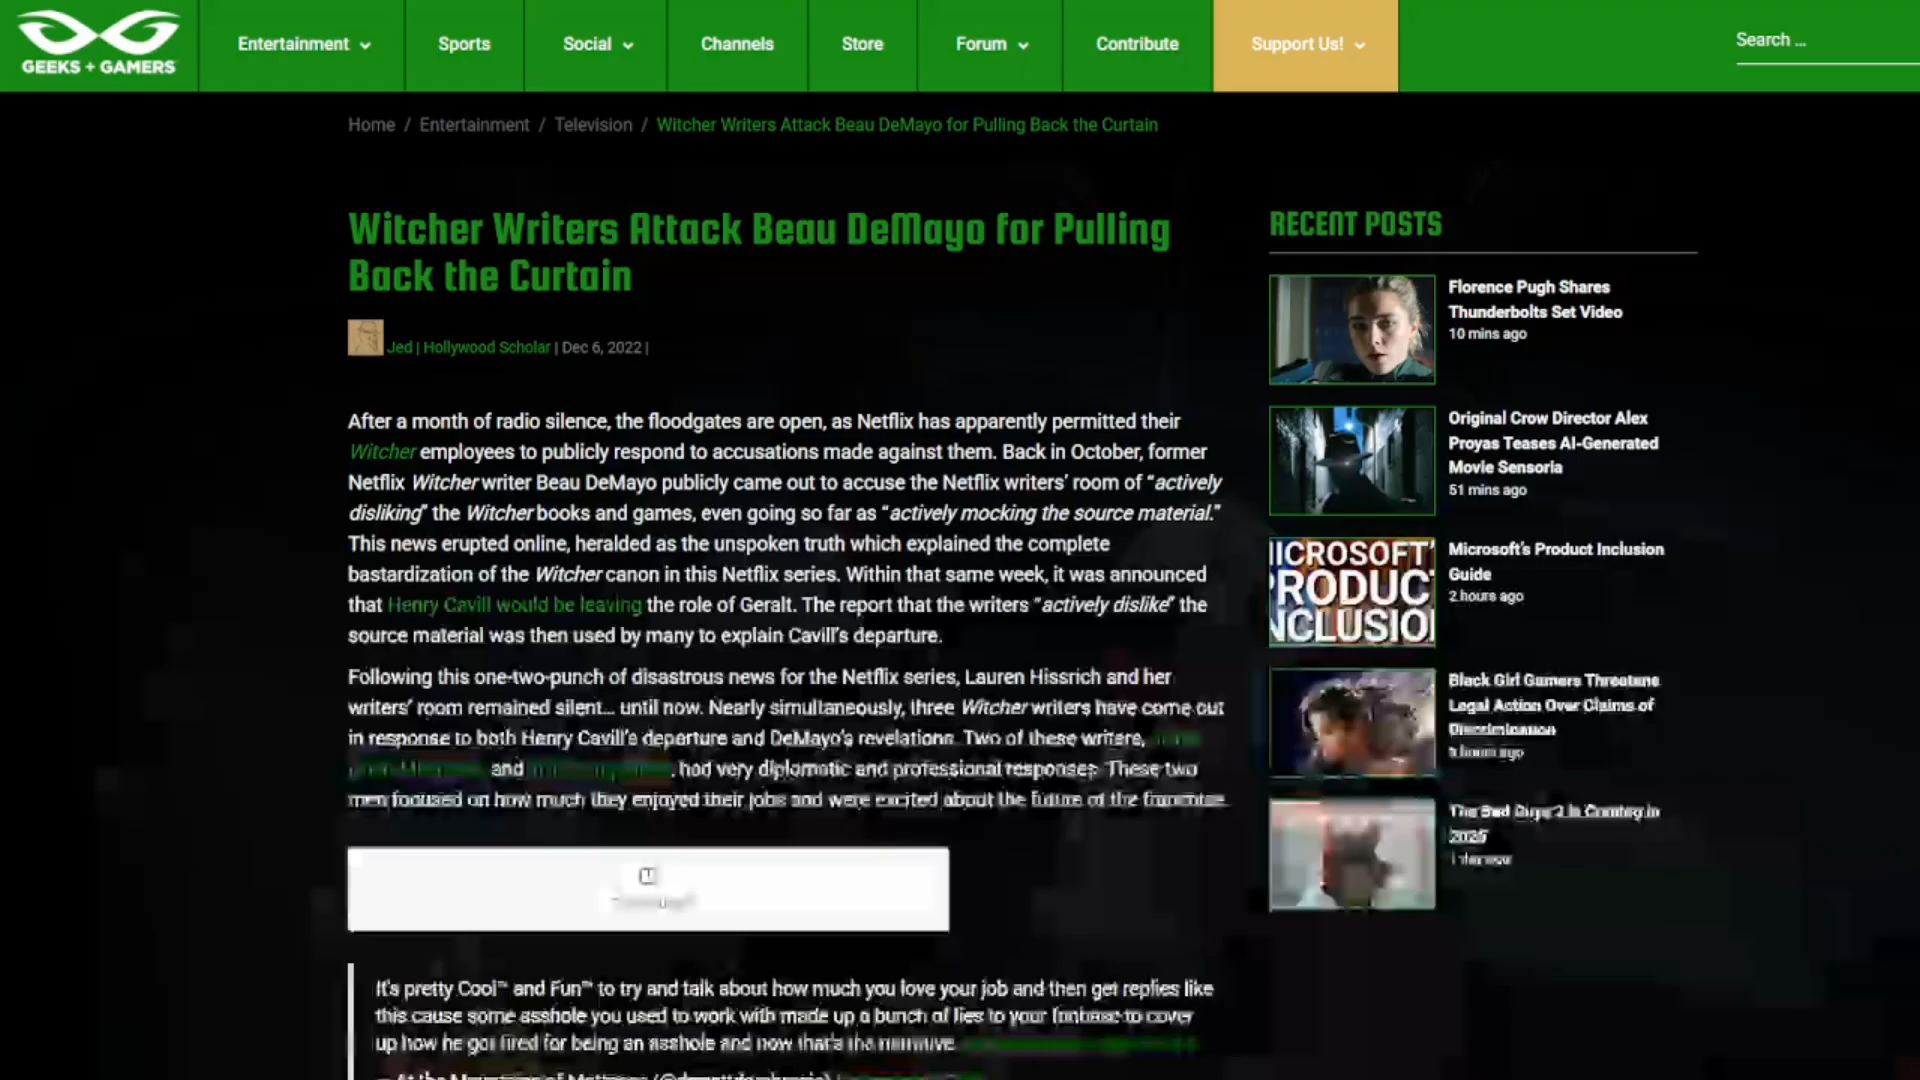 GEEKS + GAMERS
Entertainment
Sports
Social
Channels
Store
Forum
Contribute
Support Us!
Search ...
Home / Entertainment / Television / Witcher Writers Attack Beau DeMayo for Pulling Back the Curtain
Witcher Writers Attack Beau DeMayo for Pulling
Back the Curtain
Jed | Hollywood Scholar | Dec 6, 2022 |
After a month of radio silence, the floodgates are open, as Netflix has apparently permitted their
Witcher employees to publicly respond to accusations made against them. Back in October, former
Netflix Witcher writer Beau DeMayo publicly came out to accuse the Netflix writers' room of "actively
disliking" the Witcher books and games, even going so far as "actively mocking the source material."
This news erupted online, heralded as the unspoken truth which explained the complete
bastardization of the Witcher canon in this Netflix series. Within that same week, it was announced
that Henry Cavill would be leaving the role of Geralt. The report that the writers "actively dislike" the
source material was then used by many to explain Cavill's departure.
Following this one-two-punch of disastrous news for the Netflix series, Lauren Hissrich and her
writers' room remained silent... until now. Nearly simultaneously, three Witcher writers have come out
in response to both Henry Cavill's departure and DeMayo's revelations. Two of these writers,
and had very diplomatic and professional responses. These two
men focused on how much they enjoyed their jobs and were excited about the future of the franchise.
It's pretty Cool™ and Fun™ to try and talk about how much you love your job and then get replies like
this cause some asshole you used to work with made up a bunch of lies to your fanbase to cover
up how he got fired for being an asshole and now that's the narrative.
RECENT POSTS
Florence Pugh Shares
Thunderbolts Set Video
10 mins ago
Original Crow Director Alex
Proyas Teases AI-Generated
Movie Sensoria
51 mins ago
MICROSOFT'
PRODUCT
INCLUSIO
Microsoft's Product Inclusion
Guide
2 hours ago
Black Girl Gamers Threatens
Legal Action Over Claims of
Discrimination
hours ago
The Bad Guys 2 Is Coming in
2025
1 day ago